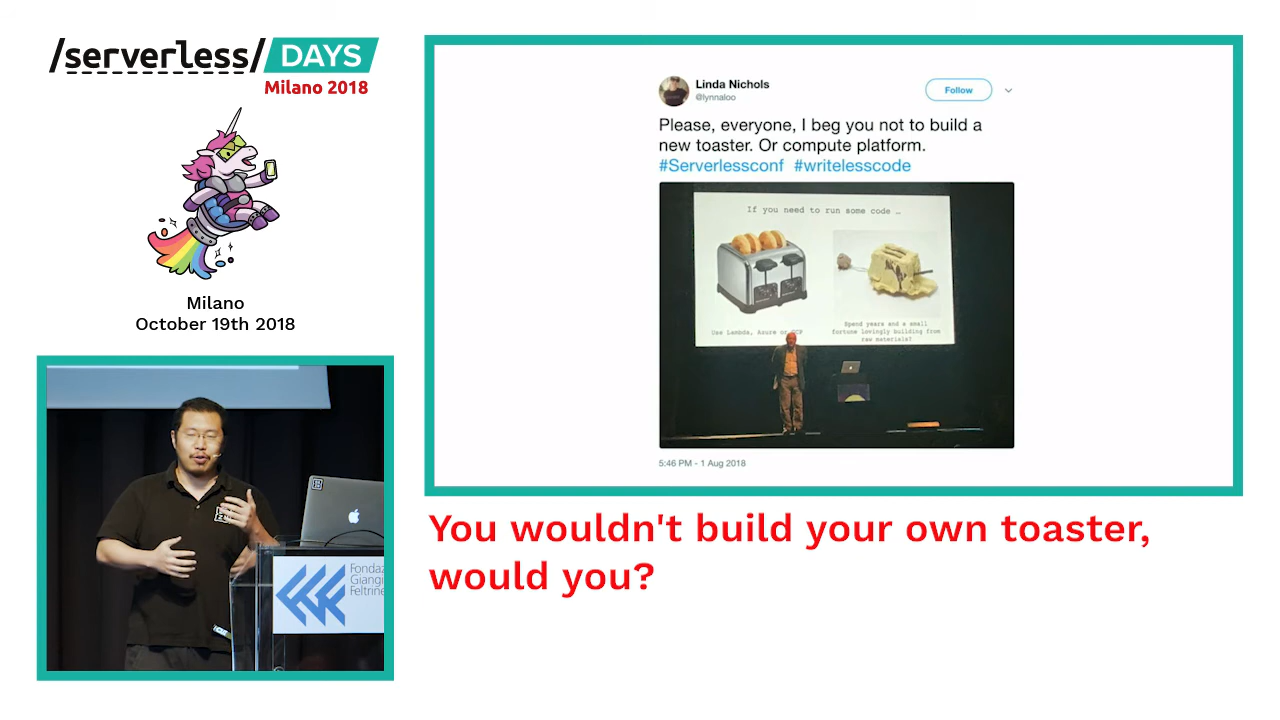 /serverless/ DAYS
Milano 2018
Milano
October 19th 2018
Linda Nichols
@lynnaloo
Follow
Please, everyone, I beg you not to build a
new toaster. Or compute platform.
#Serverlessconf #writelesscode
If you need to run some code …
Use Lambda, Azure or GCP
Spend years and a small
fortune lovingly building from
raw materials?
5:46 PM - 1 Aug 2018
Fondaz
Giangi
Feltrine
You wouldn't build your own toaster,
would you?